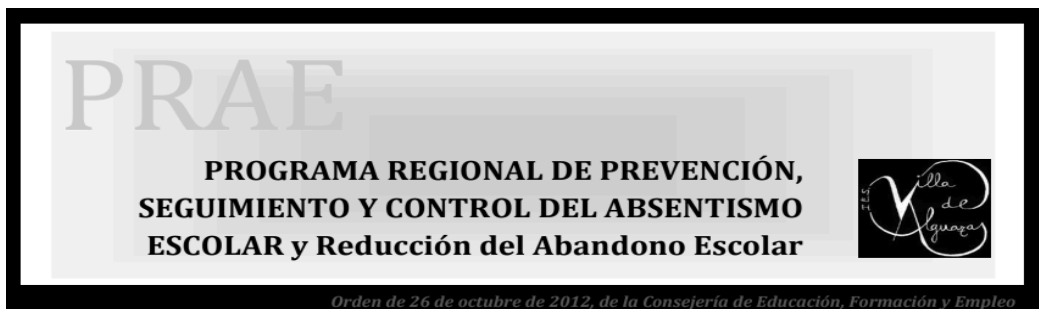 PRAE
PROGRAMA REGIONAL DE PREVENCIÓN,
SEGUIMIENTO Y CONTROL DEL ABSENTISMO
ESCOLAR y Reducción del Abandono Escolar
I.E.S.
Villa
de
Alguazas
Orden de 26 de octubre de 2012, de la Consejería de Educación, Formación y Empleo